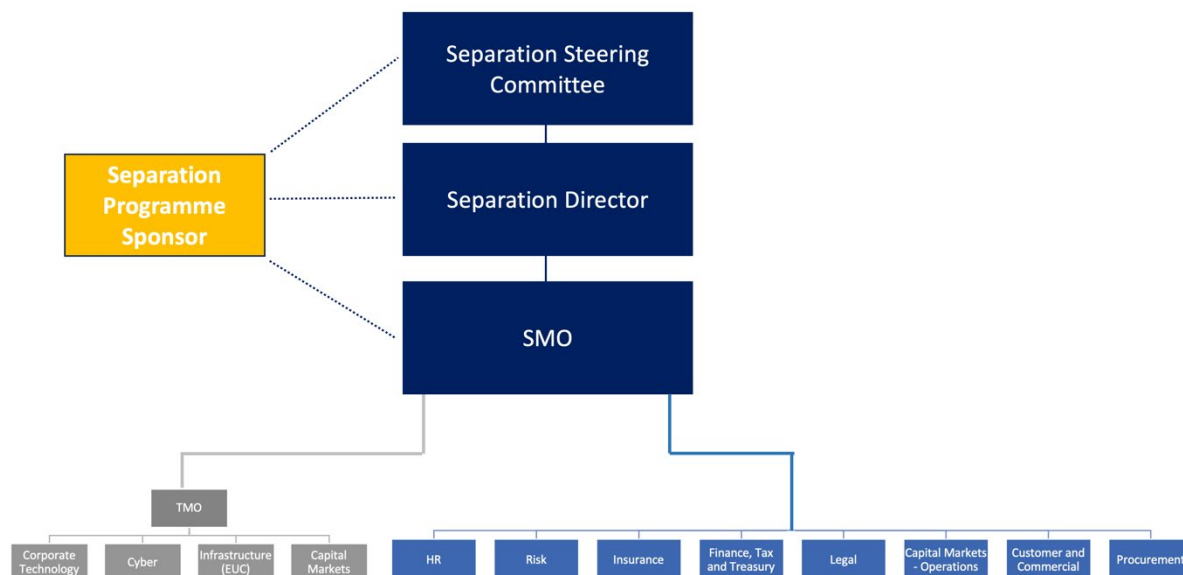 Separation Steering
Committee
Separation
Programme
Sponsor
Separation Director
SMO
TMO
Corporate
Technology
Cyber
Infrastructure
(EUC)
Capital
Markets
HR
Risk
Insurance
Finance, Tax
and Treasury
Legal
Capital Markets
- Operations
Customer and
Commercial
Procurement